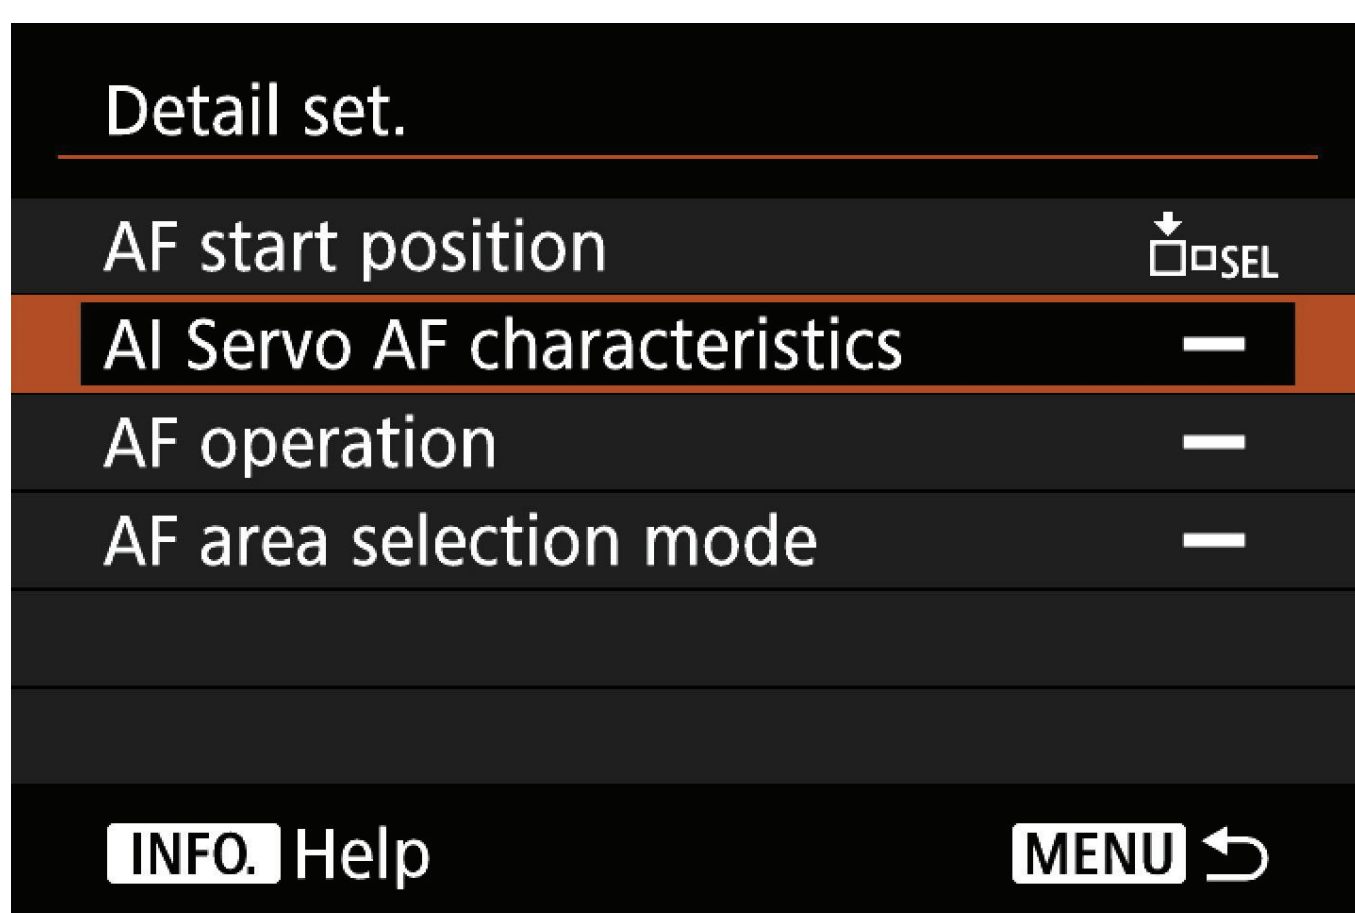 Detail set.
AF start position SEL
AI Servo AF characteristics —
AF operation —
AF area selection mode —
INFO. Help MENU